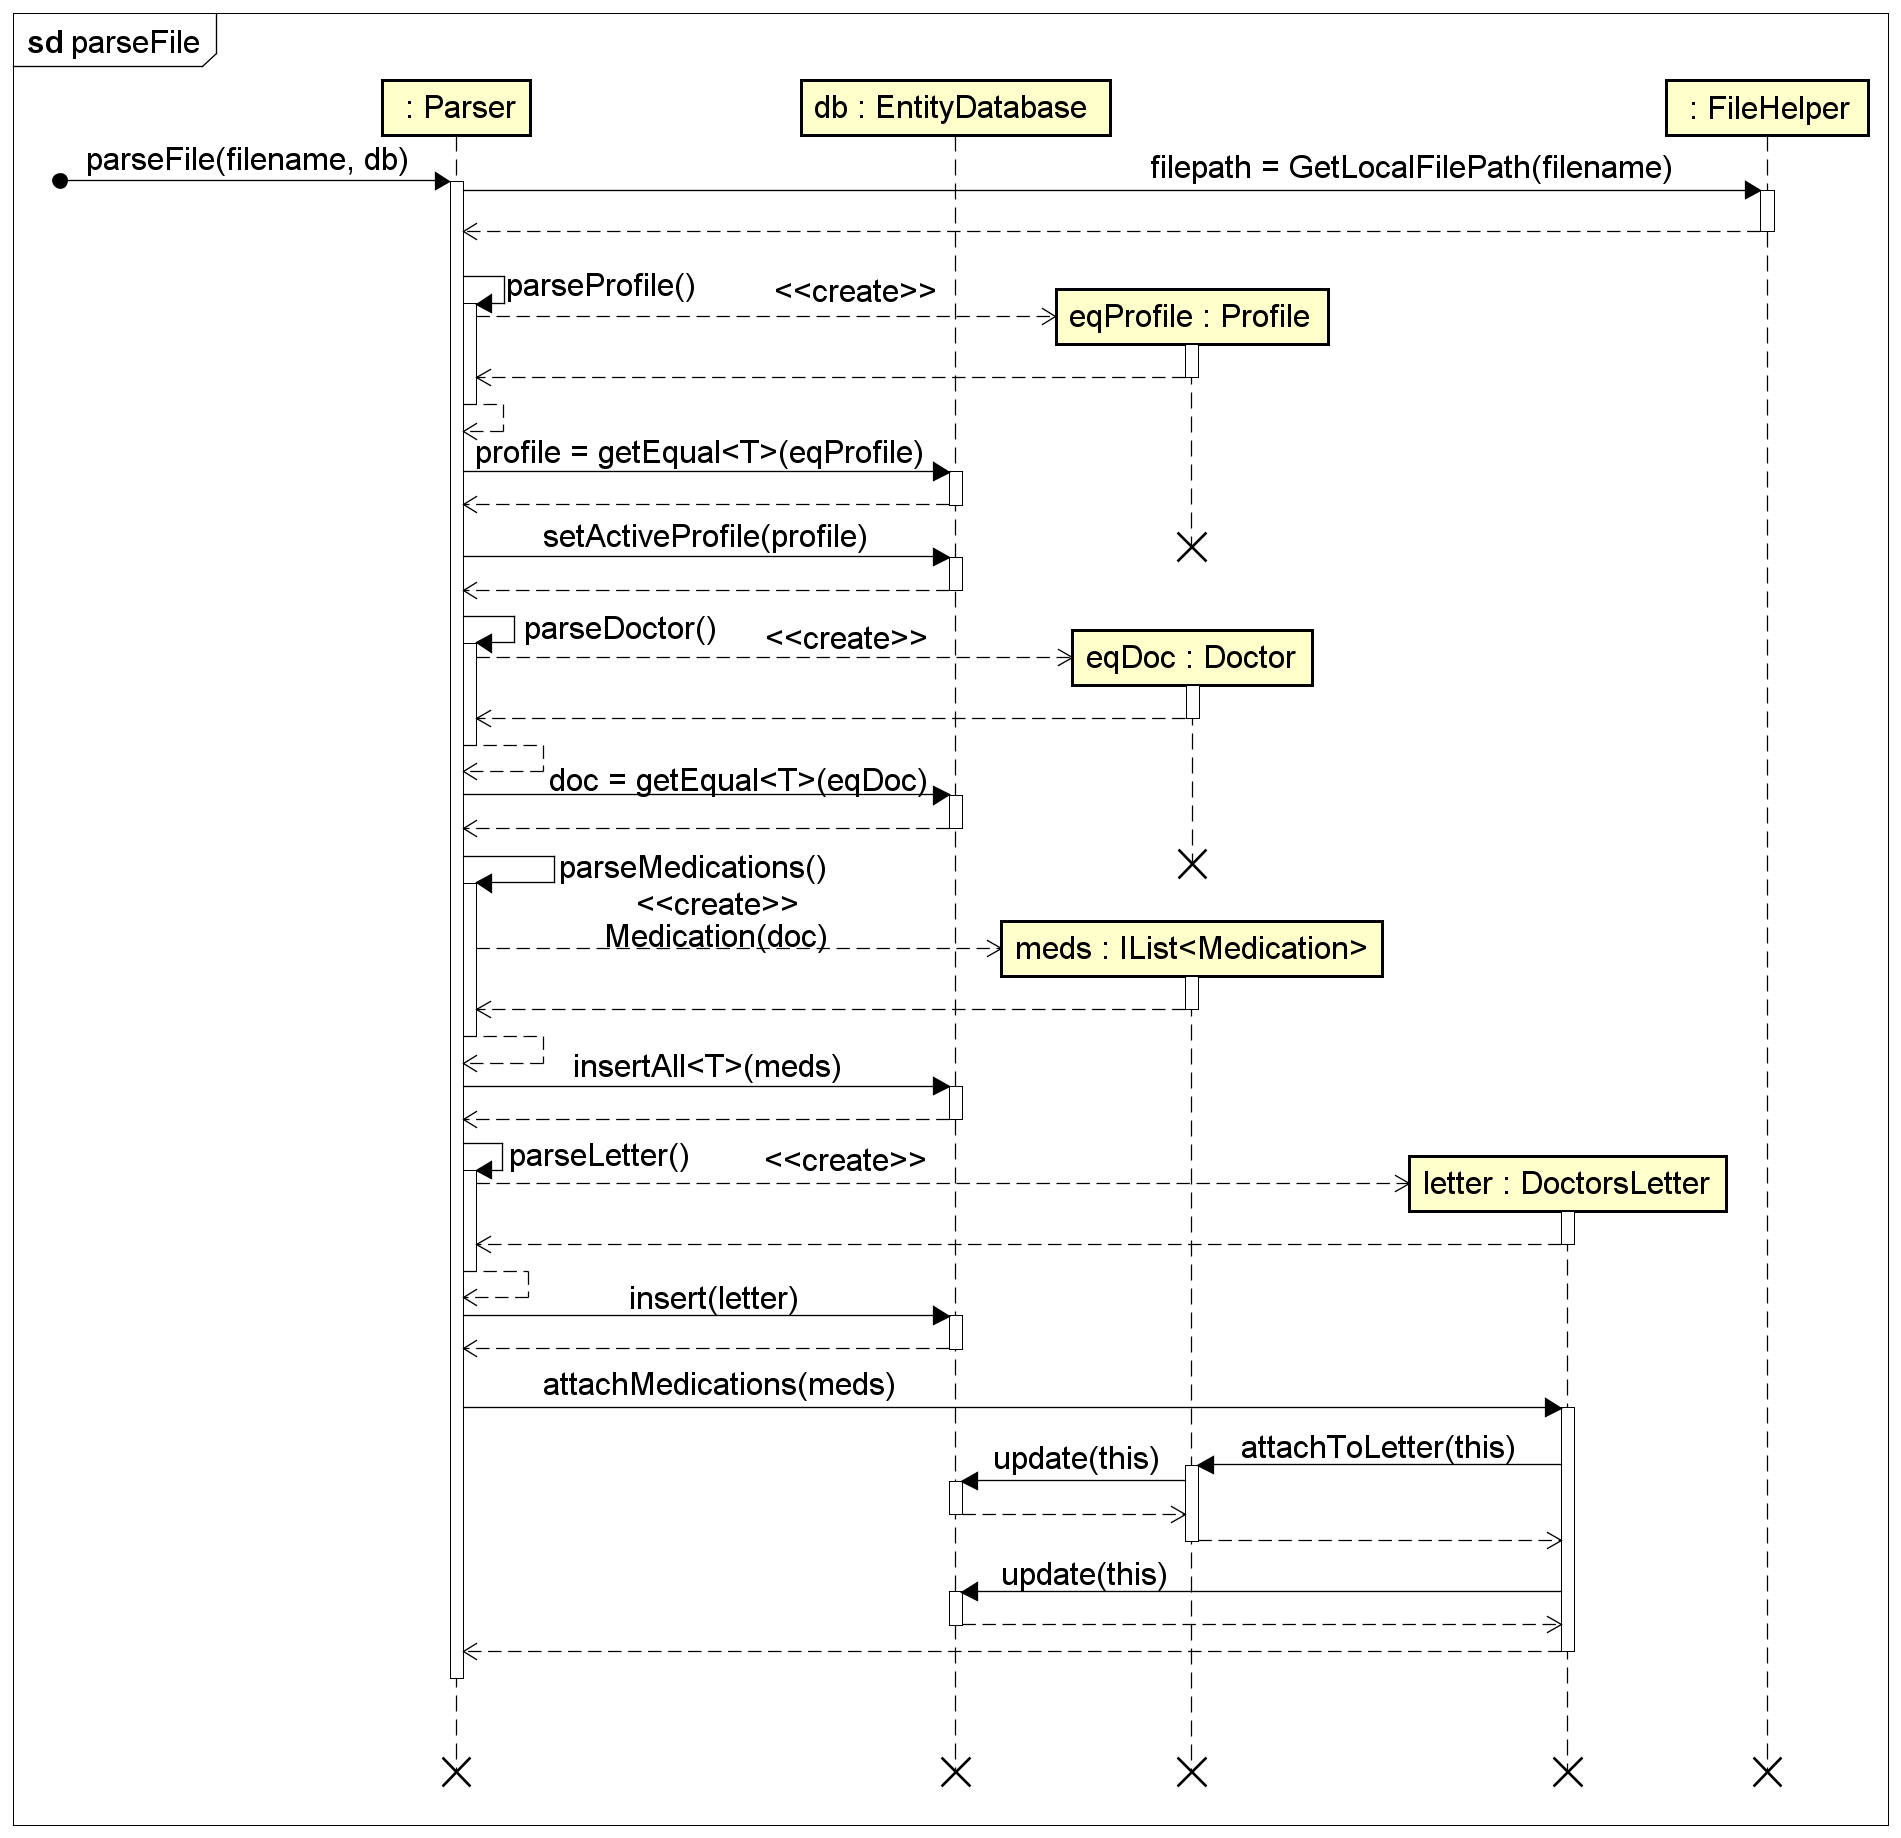 sd parseFile
: Parser
db : EntityDatabase
: FileHelper
parseFile(filename, db)
filepath = GetLocalFilePath(filename)
parseProfile()
<<create>>
eqProfile : Profile
profile = getEqual<T>(eqProfile)
setActiveProfile(profile)
parseDoctor()
<<create>>
eqDoc : Doctor
doc = getEqual<T>(eqDoc)
parseMedications()
<<create>>
Medication(doc)
meds : IList<Medication>
insertAll<T>(meds)
parseLetter()
<<create>>
letter : DoctorsLetter
insert(letter)
attachMedications(meds)
attachToLetter(this)
update(this)
update(this)